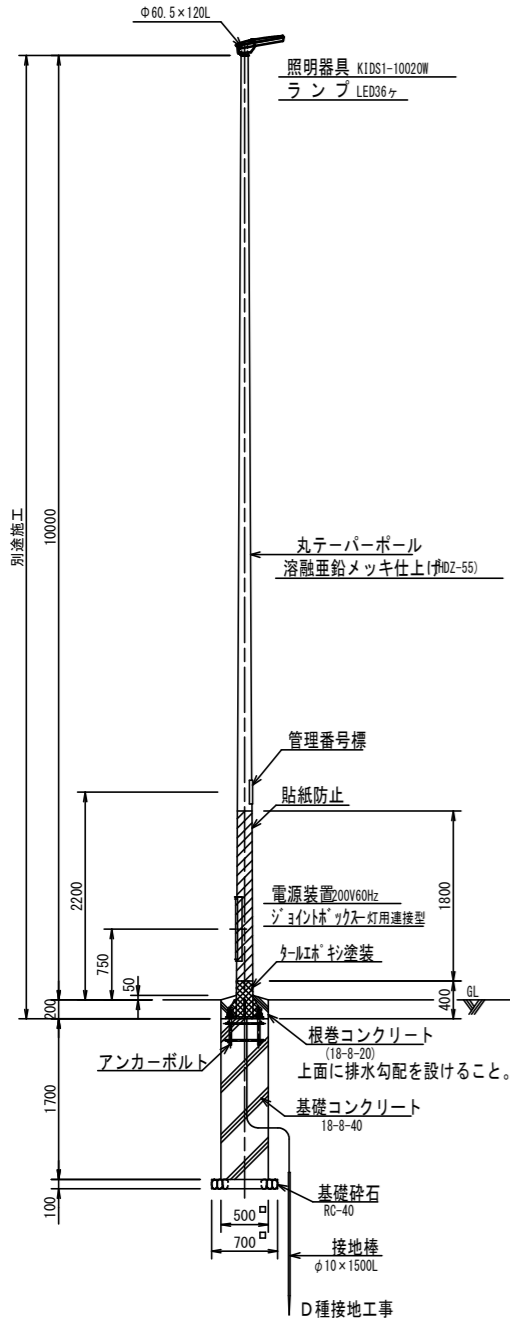 Φ60.5×120L
照明器具 KIDS1-10020W
ランプ LED36ヶ
別途施工
10000
丸テーパーポール
溶融亜鉛メッキ仕上げHDZ-55)
管理番号標
貼紙防止
2200
1800
電源装置200V60Hz
ジョイントボックス一灯用連接型
750
タールエポキシ塗装
50
400
GL
200
根巻コンクリート
(18-8-20)
上面に排水勾配を設けること。
アンカーボルト
1700
基礎コンクリート
18-8-40
100
基礎砕石
RC-40
500□
700□
接地棒
φ10×1500L
D種接地工事